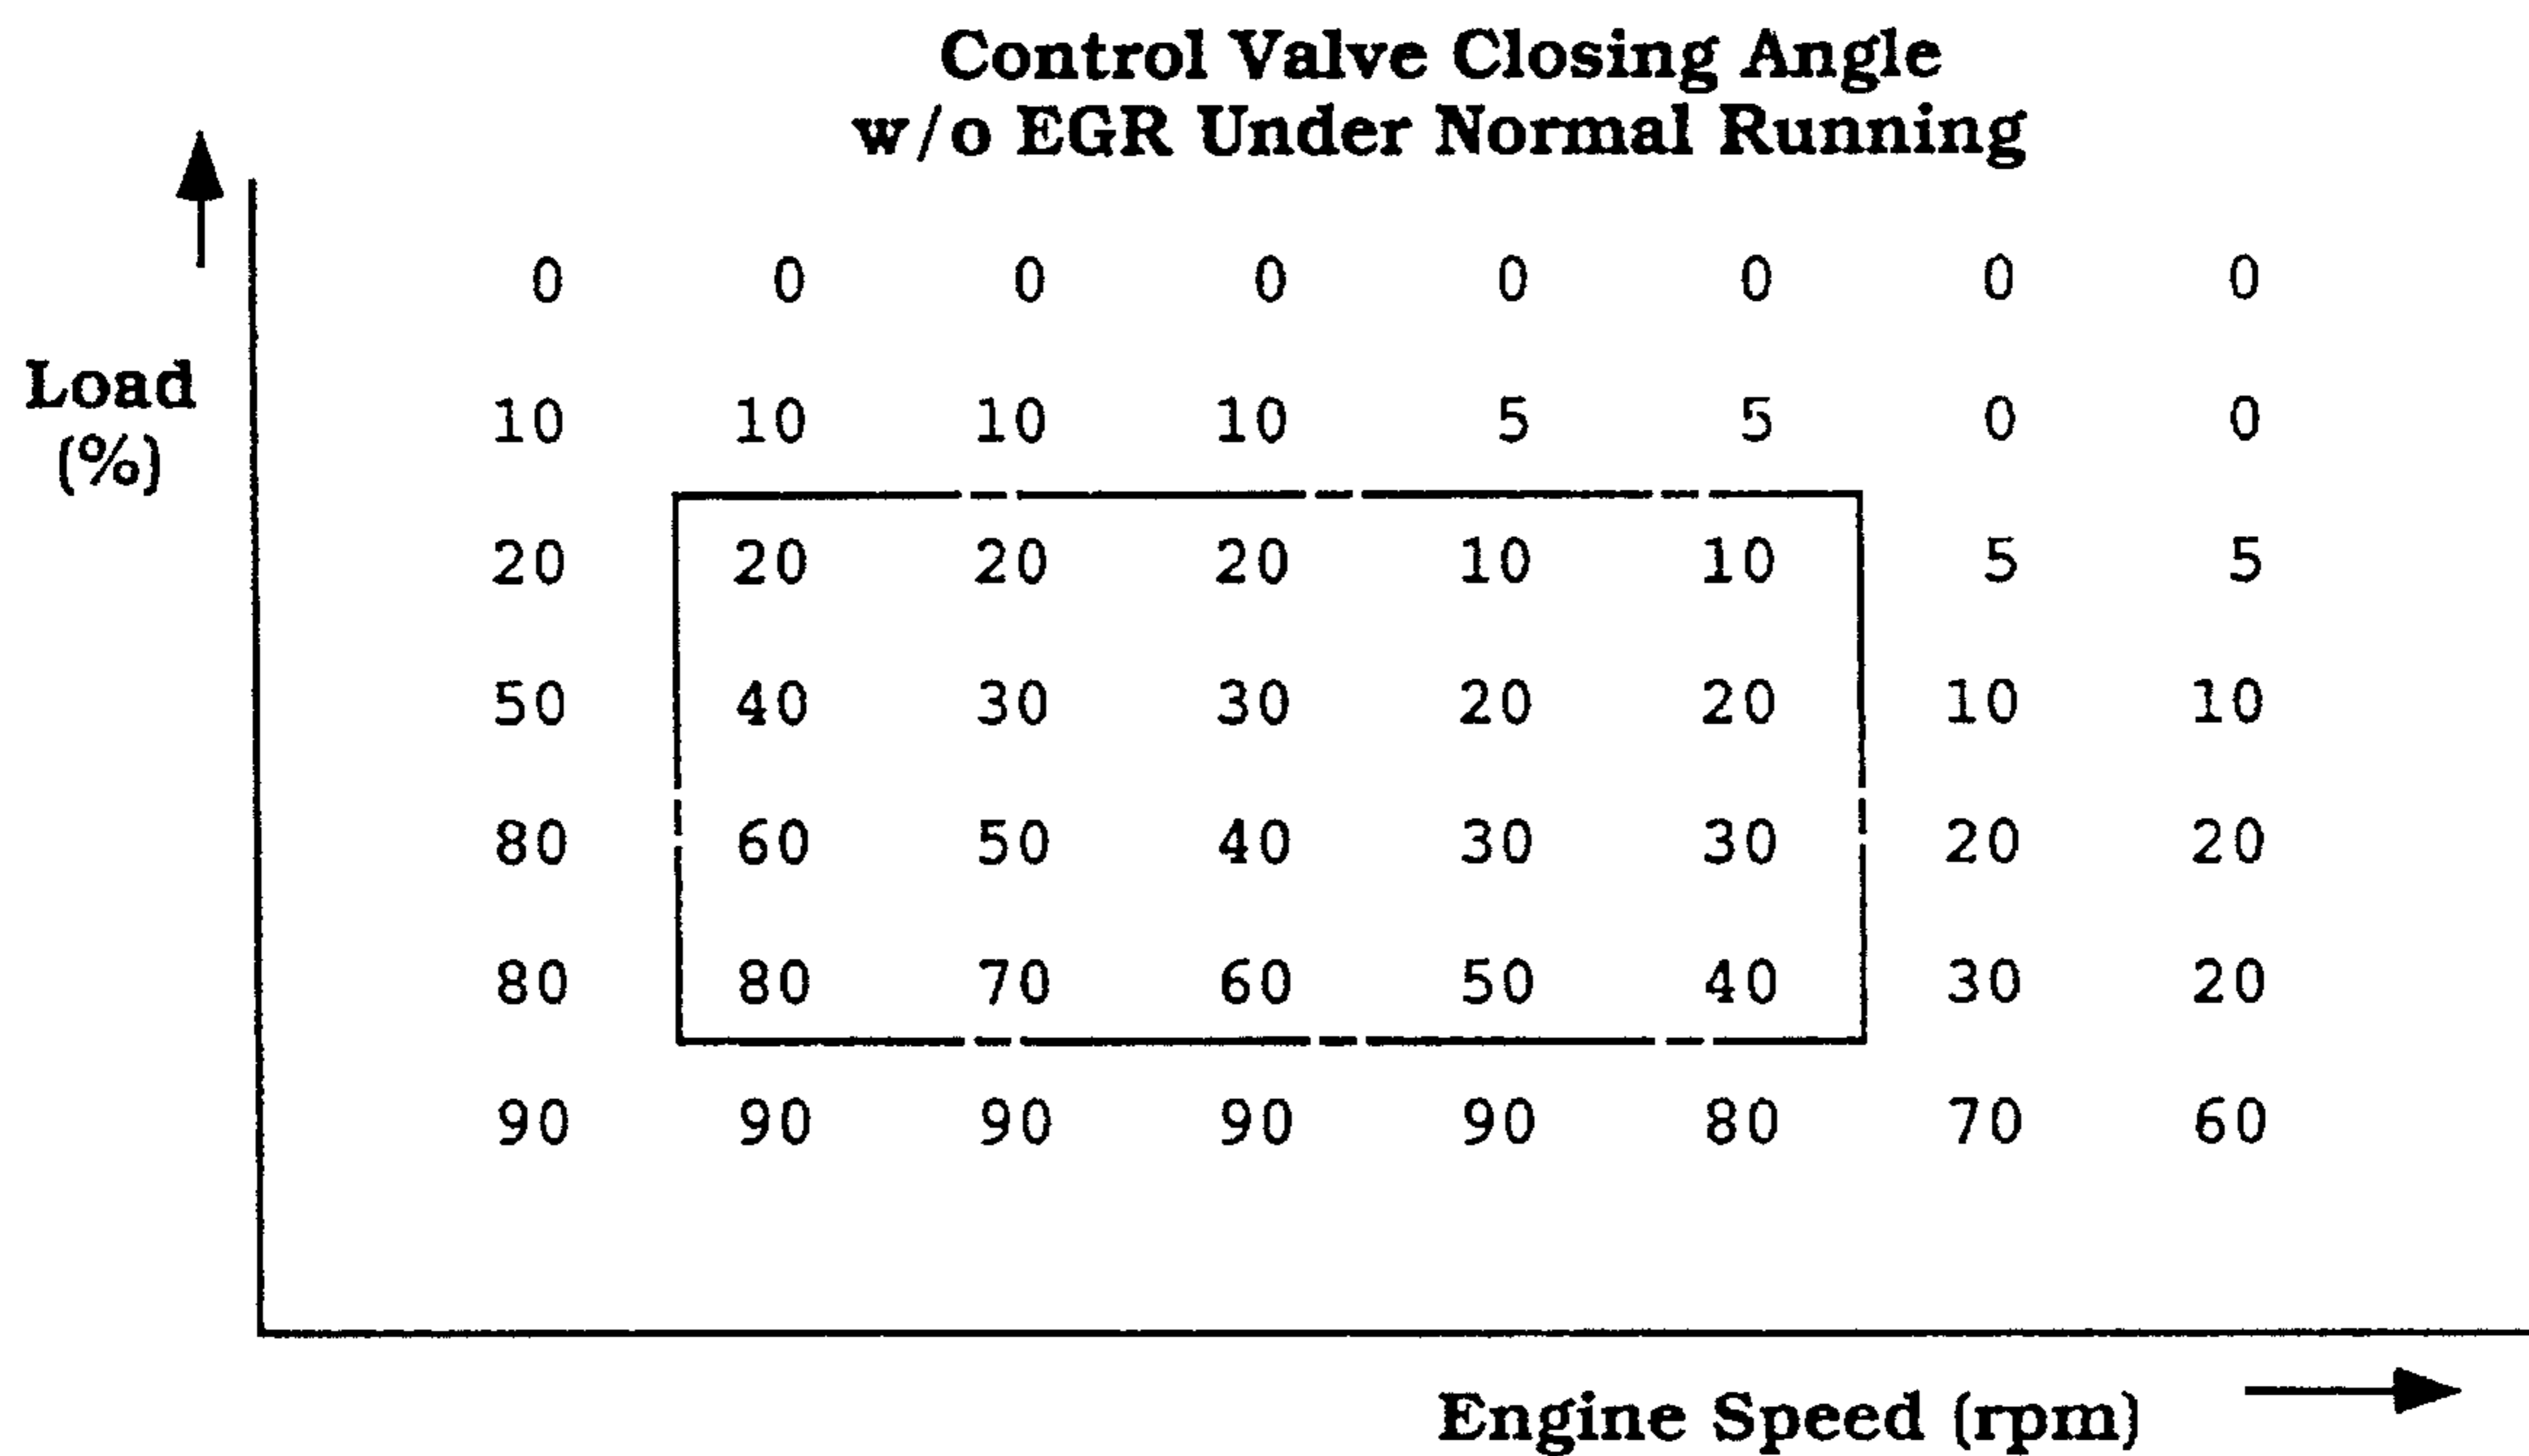 Control Valve Closing Angle
w/o EGR Under Normal Running
Load
(%)
0 0 0 0 0 0 0 0
10 10 10 10 5 5 0 0
20 20 20 20 10 10 5 5
50 40 30 30 20 20 10 10
80 60 50 40 30 30 20 20
80 80 70 60 50 40 30 20
90 90 90 90 90 80 70 60
Engine Speed (rpm)